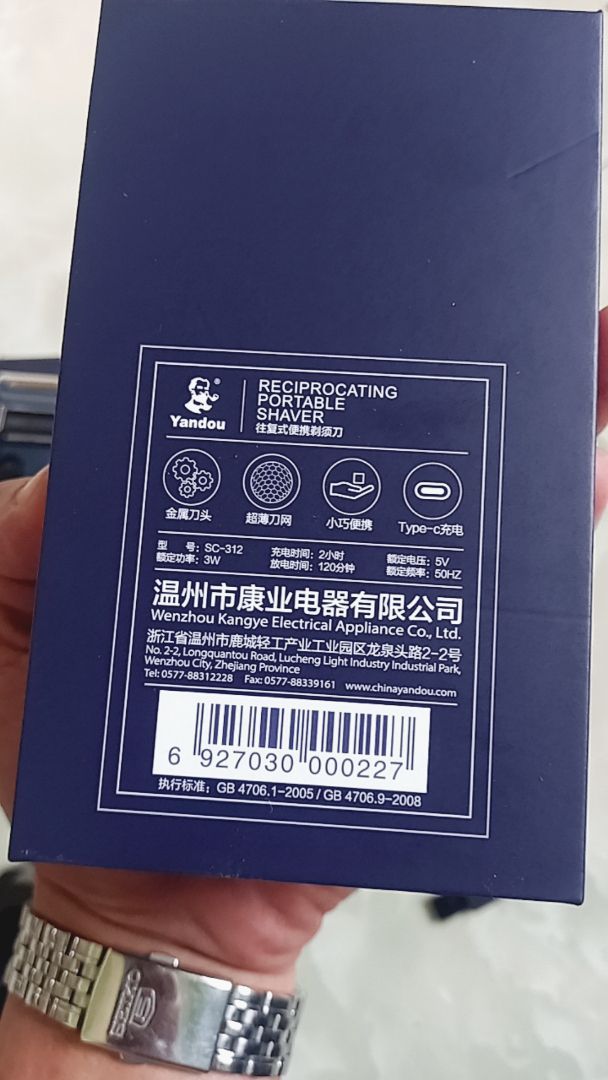 ®
Yandou
RECIPROCATING
PORTABLE
SHAVER
往复式便携剃须刀
金属刀头
超薄刀网
小巧便携
Type-c充电
型 号：SC-312 充电时间：2小时 额定电压：5V
额定功率：3W 放电时间：120分钟 额定频率：50HZ
温州市康业电器有限公司
Wenzhou Kangye Electrical Appliance Co., Ltd.
浙江省温州市鹿城轻工产业工业园区龙泉头路2-2号
No. 2-2, Longquantou Road, Lucheng Light Industry Industrial Park,
Wenzhou City, Zhejiang Province
Tel: 0577-88312228 Fax: 0577-88339161 www.chinayandou.com
6 927030 000227
执行标准：GB 4706.1-2005 / GB 4706.9-2008
SEIKO